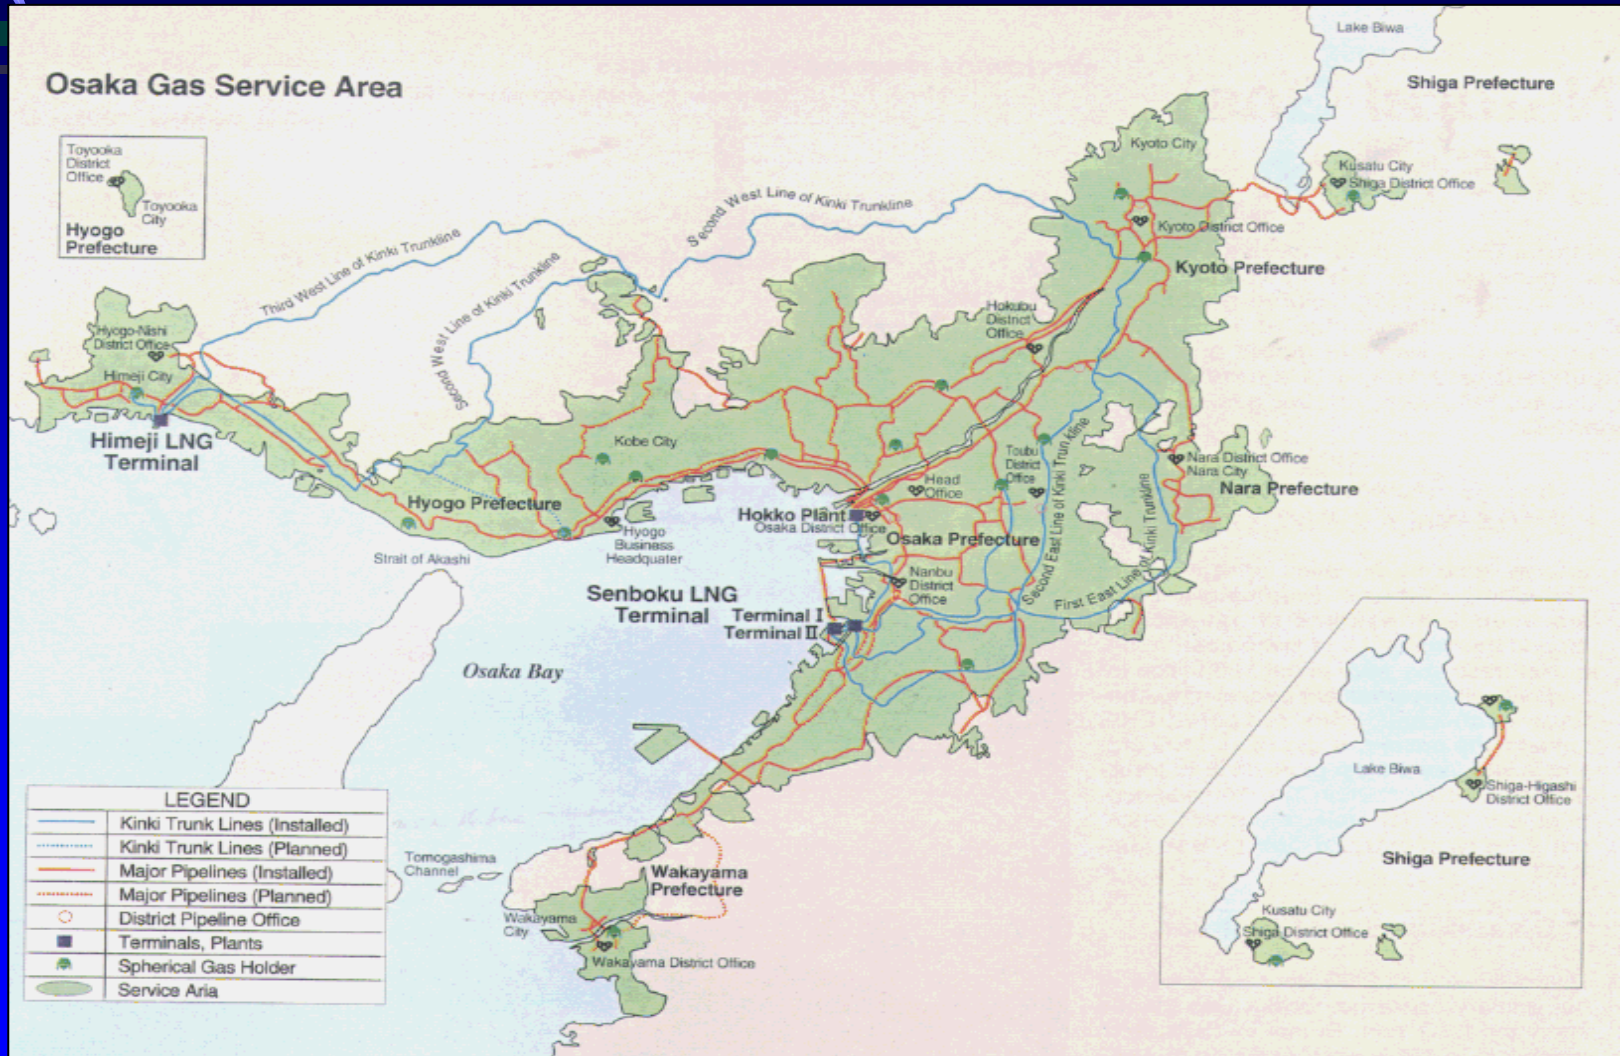 Osaka Gas Service Area
Toyooka
District
Office
Toyooka
City
Hyogo
Prefecture
Lake Biwa
Shiga Prefecture
Kyoto City
Kusatu City
Shiga District Office
Kyoto District Office
Kyoto Prefecture
Second West Line of Kinki Trunkline
Third West Line of Kinki Trunkline
Second West Line of Kinki Trunkline
Hokubu
District
Office
Hyogo-Nishi
District Office
Himeji City
Himeji LNG
Terminal
Kobe City
Hyogo Prefecture
Hyogo
Business
Headquater
Strait of Akashi
Toubu
District
Office
Head
Office
Nara District Office
Nara City
Nara Prefecture
Hokko Plant
Osaka District Office
Osaka Prefecture
Second East Line of Kinki Trunkline
First East Line of Kinki Trunkline
Nanbu
District
Office
Senboku LNG
Terminal
Terminal I
Terminal II
Osaka Bay
Lake Biwa
Shiga-Higashi
District Office
Shiga Prefecture
Kusatu City
Shiga District Office
Tomogashima
Channel
Wakayama
Prefecture
Wakayama
City
Wakayama District Office
LEGEND
Kinki Trunk Lines (Installed)
Kinki Trunk Lines (Planned)
Major Pipelines (Installed)
Major Pipelines (Planned)
District Pipeline Office
Terminals, Plants
Spherical Gas Holder
Service Aria